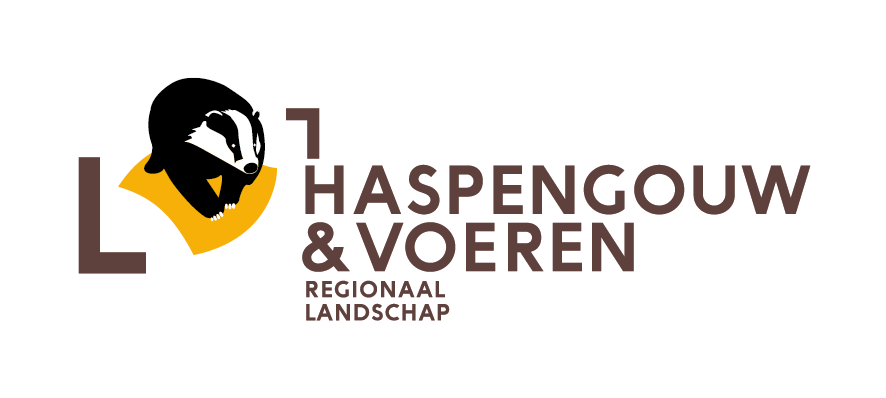 HASPENGOUW
& VOEREN
REGIONAAL
LANDSCHAP